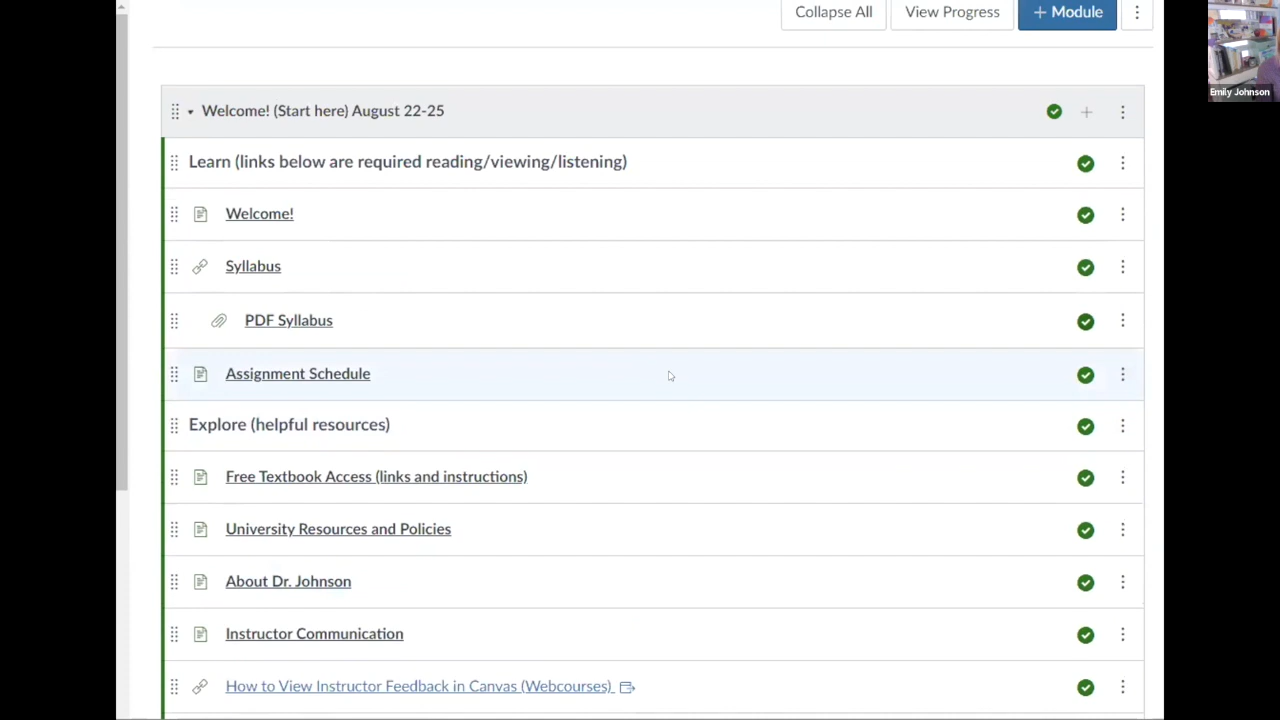 Collapse All
View Progress
+ Module
Emily Johnson
Welcome! (Start here) August 22-25
Learn (links below are required reading/viewing/listening)
Welcome!
Syllabus
PDF Syllabus
Assignment Schedule
Explore (helpful resources)
Free Textbook Access (links and instructions)
University Resources and Policies
About Dr. Johnson
Instructor Communication
How to View Instructor Feedback in Canvas (Webcourses)